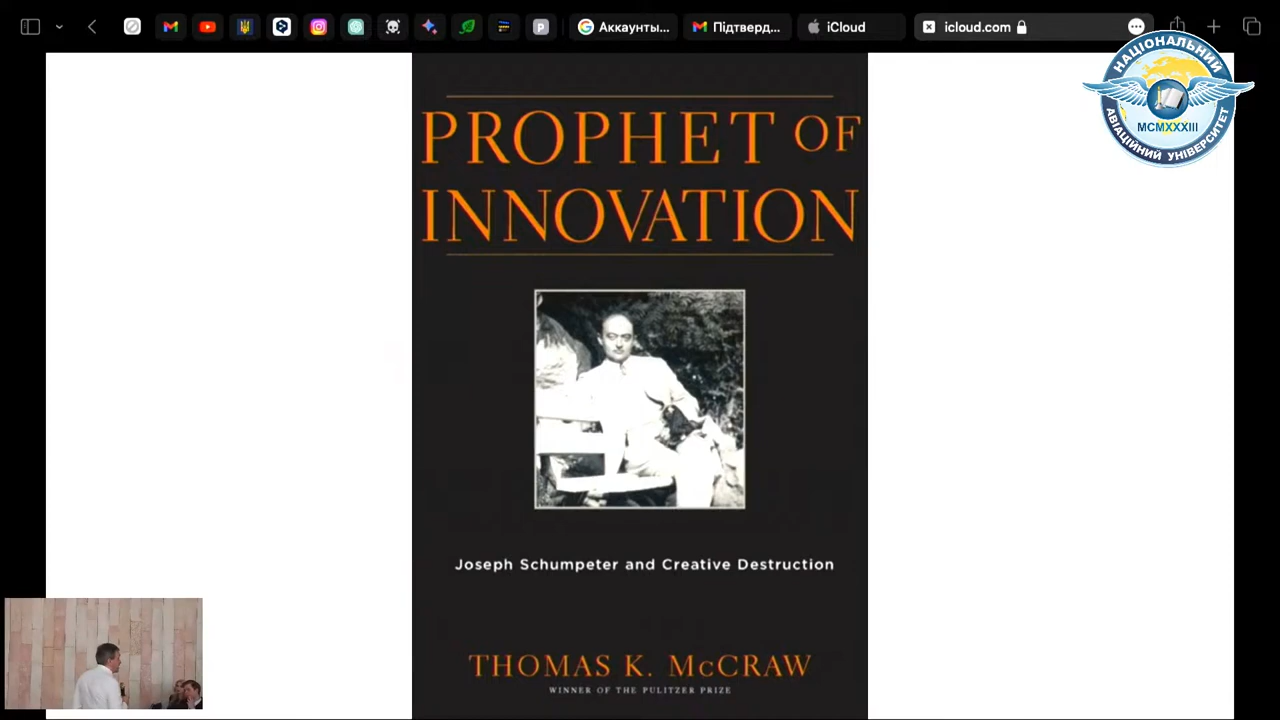 Аккаунты...
Підтверд...
iCloud
icloud.com
НАЦІОНАЛЬНИЙ
АВІАЦІЙНИЙ УНІВЕРСИТЕТ
MCMXXXIII
PROPHET OF
INNOVATION
Joseph Schumpeter and Creative Destruction
THOMAS K. McCRAW
WINNER OF THE PULITZER PRIZE